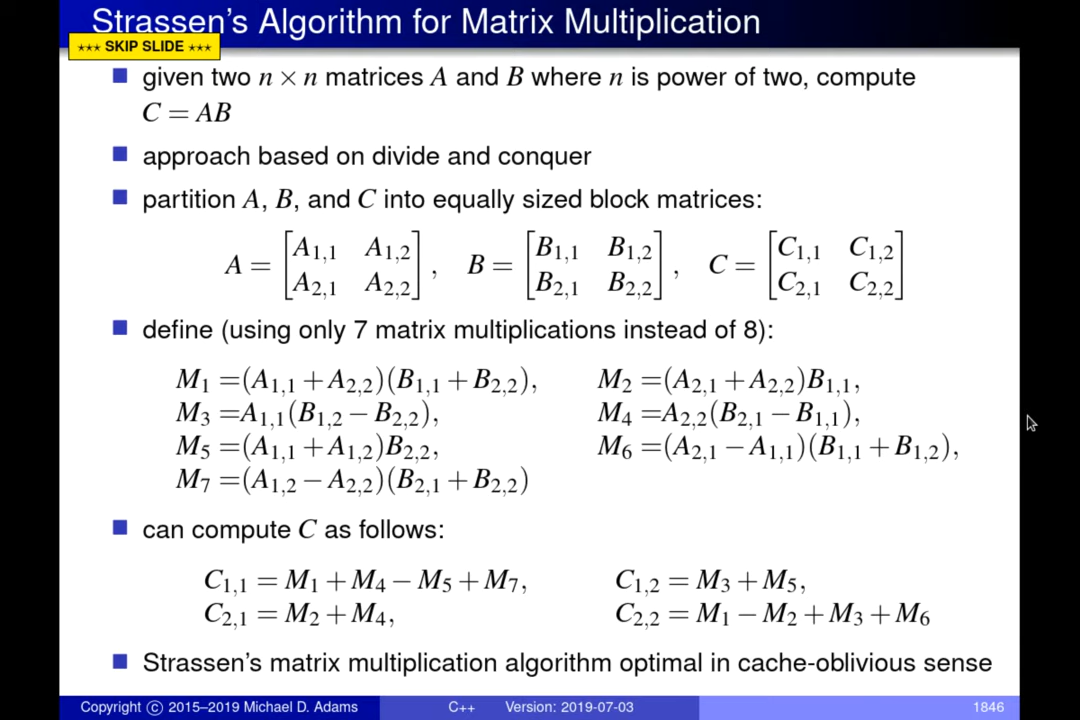 Strassen's Algorithm for Matrix Multiplication
*** SKIP SLIDE ***
given two n × n matrices A and B where n is power of two, compute
C = AB
approach based on divide and conquer
partition A, B, and C into equally sized block matrices:
A = [A1,1 A1,2; A2,1 A2,2], B = [B1,1 B1,2; B2,1 B2,2], C = [C1,1 C1,2; C2,1 C2,2]
define (using only 7 matrix multiplications instead of 8):
M1 =(A1,1 + A2,2)(B1,1 + B2,2), M2 =(A2,1 + A2,2)B1,1,
M3 =A1,1(B1,2 − B2,2), M4 =A2,2(B2,1 − B1,1),
M5 =(A1,1 + A1,2)B2,2, M6 =(A2,1 − A1,1)(B1,1 + B1,2),
M7 =(A1,2 − A2,2)(B2,1 + B2,2)
can compute C as follows:
C1,1 = M1 + M4 − M5 + M7, C1,2 = M3 + M5,
C2,1 = M2 + M4, C2,2 = M1 − M2 + M3 + M6
Strassen's matrix multiplication algorithm optimal in cache-oblivious sense
Copyright © 2015–2019 Michael D. Adams C++ Version: 2019-07-03 1846